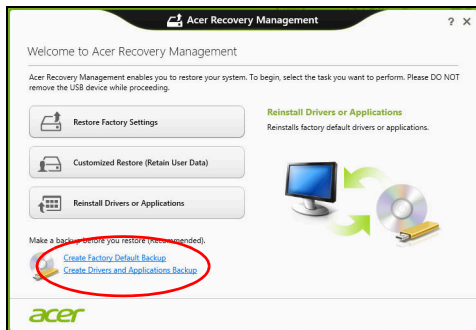 Acer Recovery Management
? X
Welcome to Acer Recovery Management
Acer Recovery Management enables you to restore your system. To begin, select the task you want to perform. Please DO NOT
remove the USB device while proceeding.
Restore Factory Settings
Customized Restore (Retain User Data)
Reinstall Drivers or Applications
Reinstall Drivers or Applications
Reinstalls factory default drivers or applications.
Make a backup before you restore (Recommended).
Create Factory Default Backup
Create Drivers and Applications Backup
acer